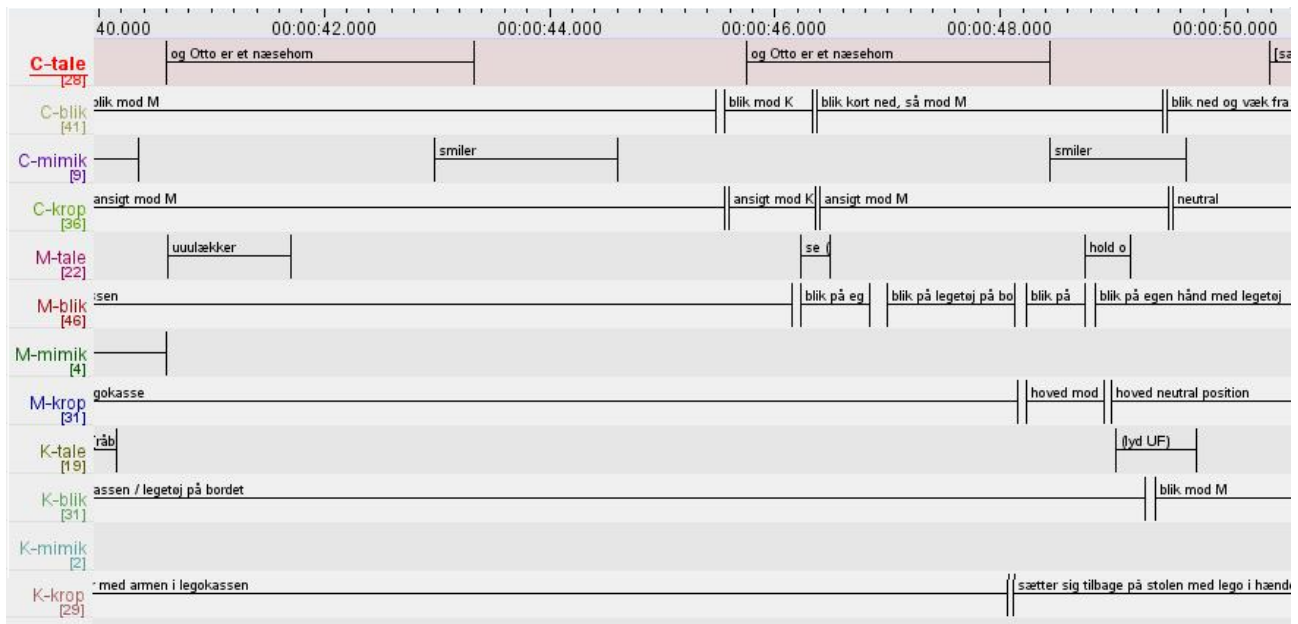 40.000 00:00:42.000 00:00:44.000 00:00:46.000 00:00:48.000 00:00:50.000
C-tale og Otto er et næsehorn og Otto er et næsehorn [sæ
[28]
C-blik blik mod M blik mod K blik kort ned, så mod M blik ned og væk fra
[41]
C-mimik smiler smiler
[9]
C-krop ansigt mod M ansigt mod K ansigt mod M neutral
[36]
M-tale uuulækker se ( hold o
[22]
M-blik ssen blik på eg blik på legetøj på bo blik på blik på egen hånd med legetøj
[46]
M-mimik
[4]
M-krop gokasse hoved mod hoved neutral position
[31]
K-tale råb (lyd UF)
[19]
K-blik assen / legetøj på bordet blik mod M
[31]
K-mimik
[2]
K-krop r med armen i legokassen sætter sig tilbage på stolen med lego i hænde
[29]